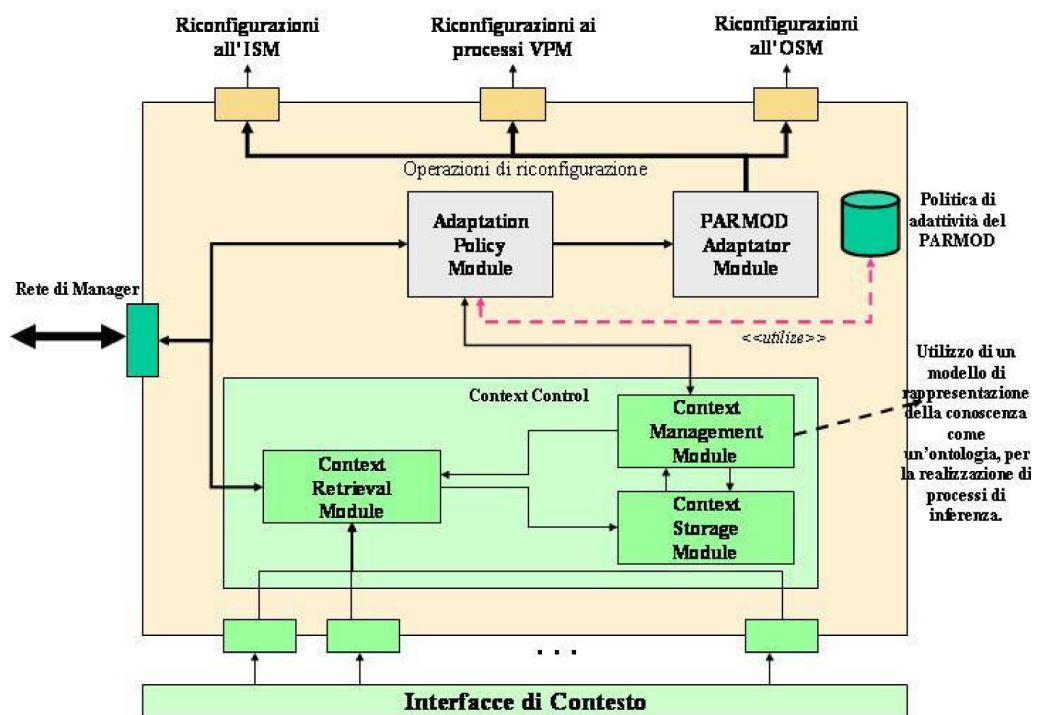 Riconfigurazioni
all'ISM
Riconfigurazioni ai
processi VPM
Riconfigurazioni
all'OSM
Operazioni di riconfigurazione
Adaptation
Policy
Module
PARMOD
Adaptator
Module
Politica di
adattività del
PARMOD
Rete di Manager
<<utilize>>
Utilizzo di un
modello di
rappresentazione
della conoscenza
come
un'ontologia, per
la realizzazione di
processi di
inferenza.
Context Control
Context
Management
Module
Context
Retrieval
Module
Context
Storage
Module
. . .
Interfacce di Contesto